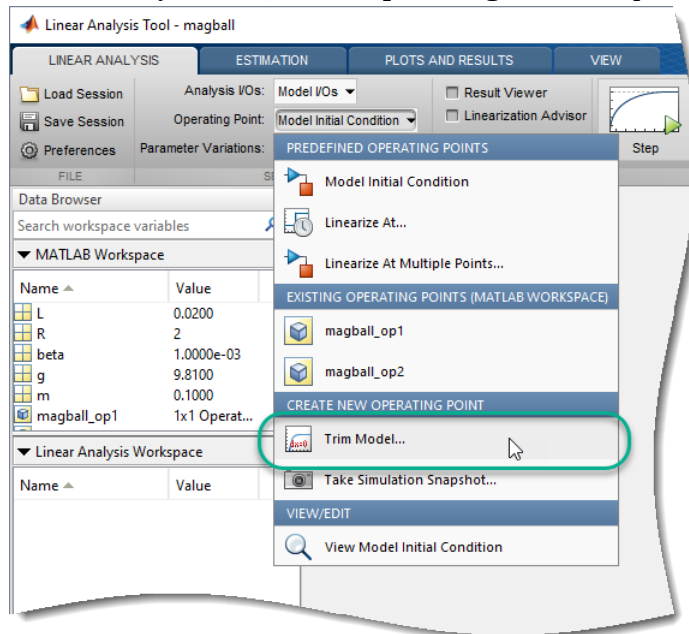 Linear Analysis Tool - magball
LINEAR ANALYSIS ESTIMATION PLOTS AND RESULTS VIEW
Load Session Analysis I/Os: Model I/Os Result Viewer
Save Session Operating Point: Model Initial Condition Linearization Advisor
Preferences Parameter Variations: Step
FILE
PREDEFINED OPERATING POINTS
Model Initial Condition
Linearize At...
Linearize At Multiple Points...
EXISTING OPERATING POINTS (MATLAB WORKSPACE)
magball_op1
magball_op2
CREATE NEW OPERATING POINT
Trim Model...
dx=0
Take Simulation Snapshot...
VIEW/EDIT
View Model Initial Condition
Data Browser
Search workspace variables
MATLAB Workspace
Name Value
L 0.0200
R 2
beta 1.0000e-03
g 9.8100
m 0.1000
magball_op1 1x1 Operat...
Linear Analysis Workspace
Name Value